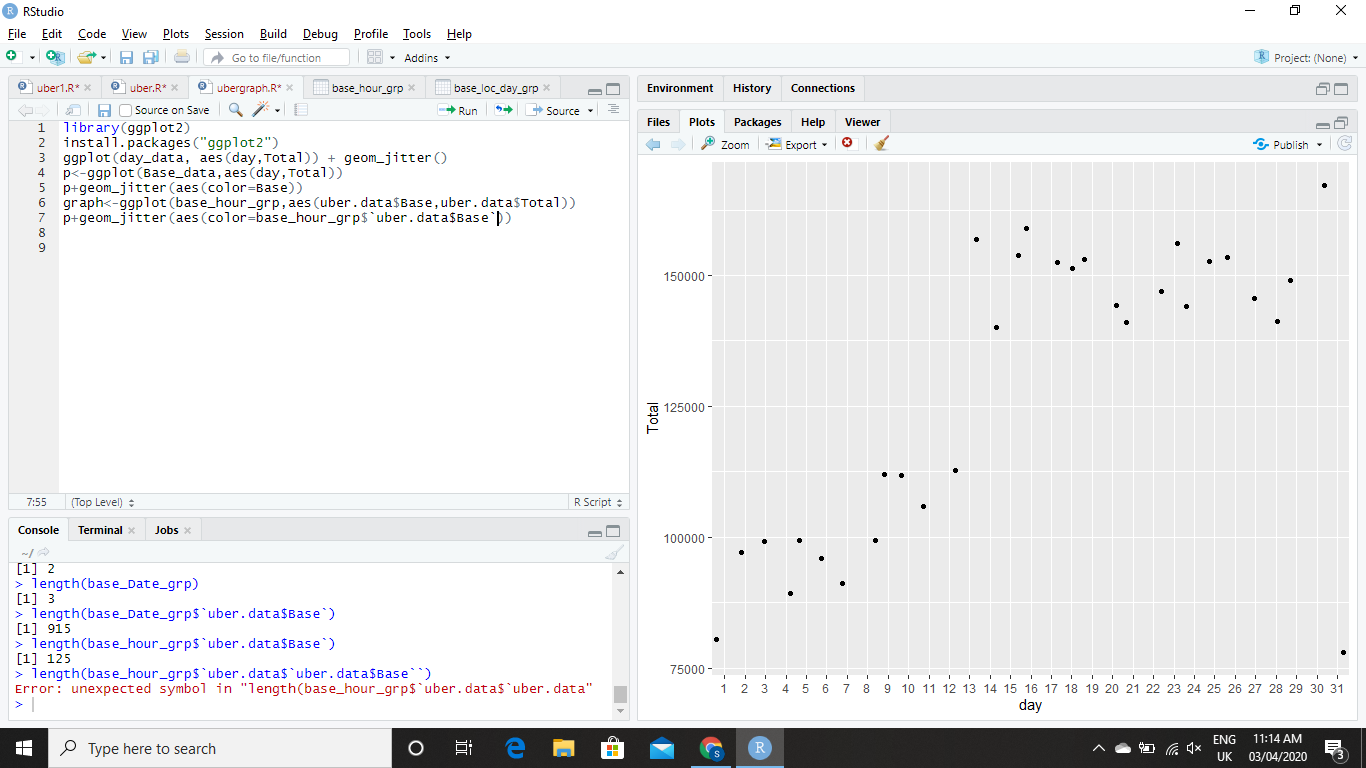 RStudio
File Edit Code View Plots Session Build Debug Profile Tools Help
Go to file/function Addins Project: (None)
uber1.R* uber.R* ubergraph.R* base_hour_grp base_loc_day_grp
Source on Save Run Source
1 library(ggplot2)
2 install.packages("ggplot2")
3 ggplot(day_data, aes(day,Total)) + geom_jitter()
4 p<-ggplot(Base_data,aes(day,Total))
5 p+geom_jitter(aes(color=Base))
6 graph<-ggplot(base_hour_grp,aes(uber.data$Base,uber.data$Total))
7 p+geom_jitter(aes(color=base_hour_grp$`uber.data$Base`))
8
9
7:55 (Top Level) R Script
Console Terminal Jobs
~/
[1] 2
> length(base_Date_grp)
[1] 3
> length(base_Date_grp$`uber.data$Base`)
[1] 915
> length(base_hour_grp$`uber.data$Base`)
[1] 125
> length(base_hour_grp$`uber.data$`uber.data$Base``)
Error: unexpected symbol in "length(base_hour_grp$`uber.data$`uber.data"
>
Environment History Connections
Files Plots Packages Help Viewer
Zoom Export Publish
150000
125000
100000
75000
Total
1 2 3 4 5 6 7 8 9 10 11 12 13 14 15 16 17 18 19 20 21 22 23 24 25 26 27 28 29 30 31
day
Type here to search
ENG
UK
11:14 AM
03/04/2020
3